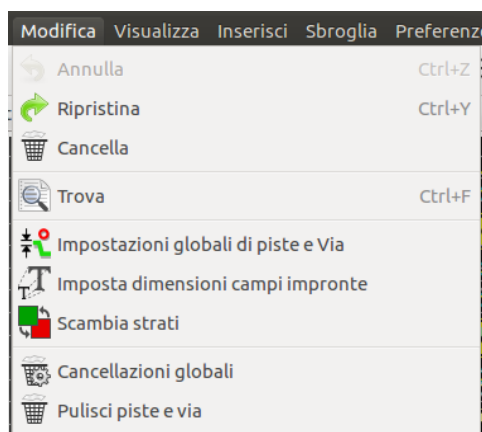 Modifica Visualizza Inserisci Sbroglia Preferenz
Annulla Ctrl+Z
Ripristina Ctrl+Y
Cancella
Trova Ctrl+F
Impostazioni globali di piste e Via
Imposta dimensioni campi impronte
Scambia strati
Cancellazioni globali
Pulisci piste e via